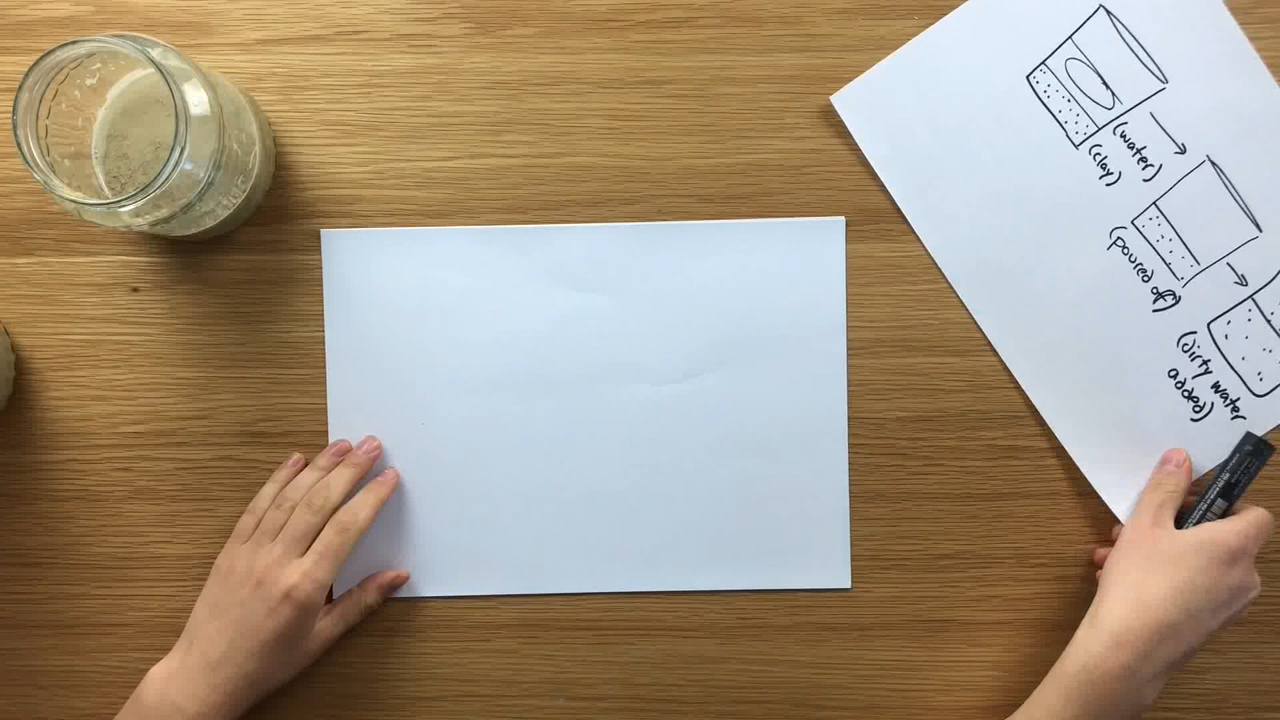 (water)
(clay)
(poured off)
(dirty water
added)